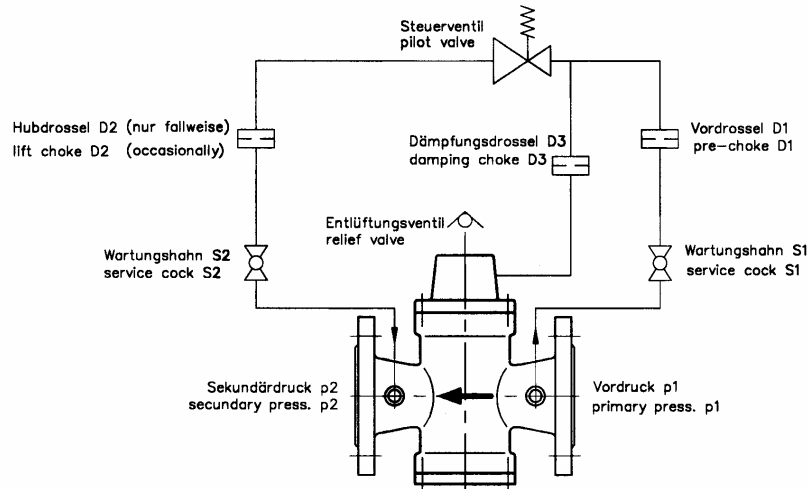 Steuerventil
pilot valve
Hubdrossel D2 (nur fallweise)
lift choke D2 (occasionally)
Dämpfungsdrossel D3
damping choke D3
Vordrossel D1
pre-choke D1
Entlüftungsventil
relief valve
Wartungshahn S2
service cock S2
Wartungshahn S1
service cock S1
Sekundärdruck p2
secundary press. p2
Vordruck p1
primary press. p1